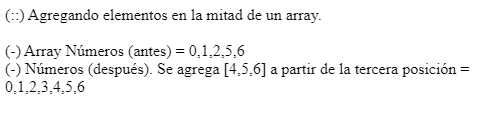 (::) Agregando elementos en la mitad de un array.
(-) Array Números (antes) = 0,1,2,5,6
(-) Números (después). Se agrega [4,5,6] a partir de la tercera posición =
0,1,2,3,4,5,6